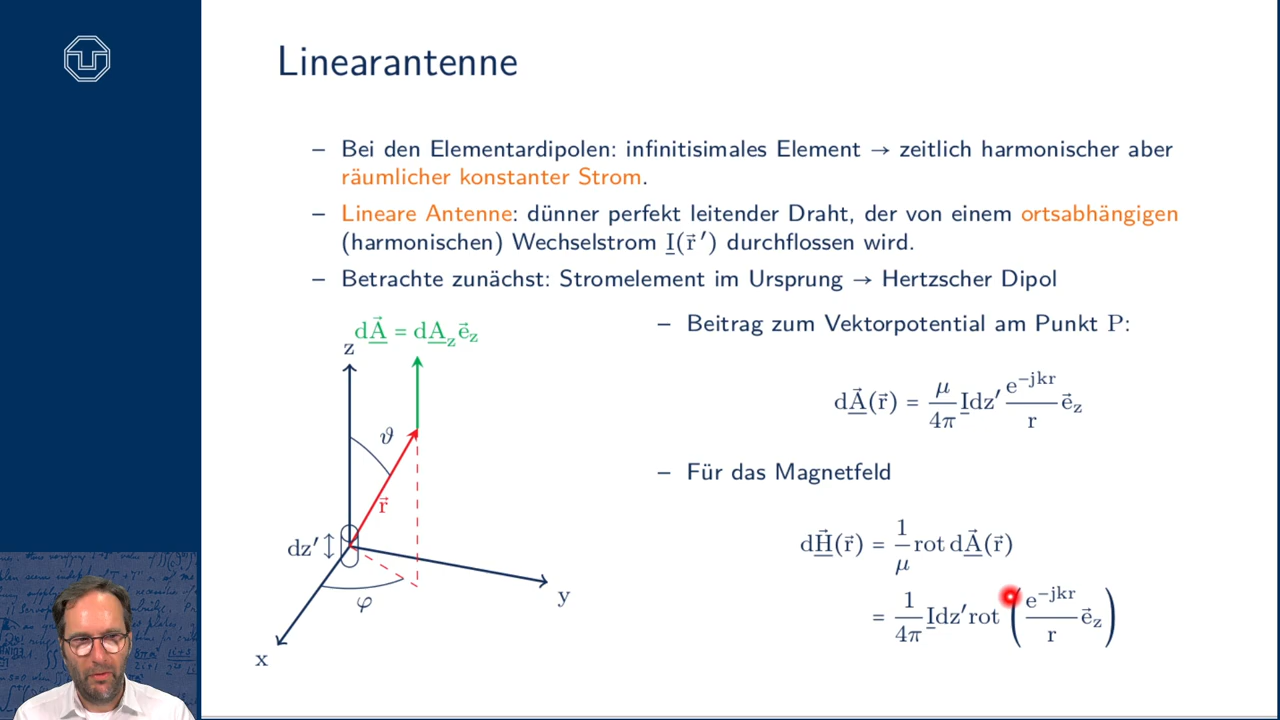 Linearantenne
– Bei den Elementardipolen: infinitisimales Element → zeitlich harmonischer aber
räumlicher konstanter Strom.
– Lineare Antenne: dünner perfekt leitender Draht, der von einem ortsabhängigen
(harmonischen) Wechselstrom I̲(r⃗ ′) durchflossen wird.
– Betrachte zunächst: Stromelement im Ursprung → Hertzscher Dipol
– Beitrag zum Vektorpotential am Punkt P:
dA̲⃗(r⃗) = μ/4π I̲dz′ e^−jkr/r e⃗_z
– Für das Magnetfeld
dH̲⃗(r⃗) = 1/μ rot dA̲⃗(r⃗)
= 1/4π I̲dz′rot (e^−jkr/r e⃗_z)
dA̲⃗ = dA̲_z e⃗_z
z
ϑ
r⃗
dz′
φ
y
x